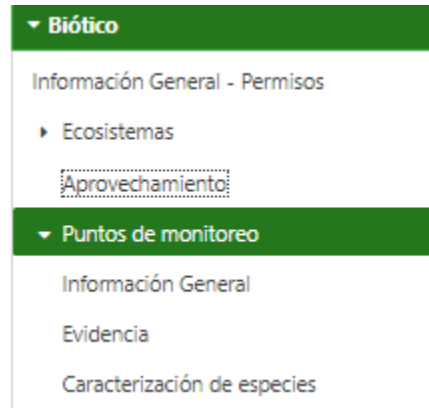 Biótico
Información General - Permisos
Ecosistemas
Aprovechamiento
Puntos de monitoreo
Información General
Evidencia
Caracterización de especies